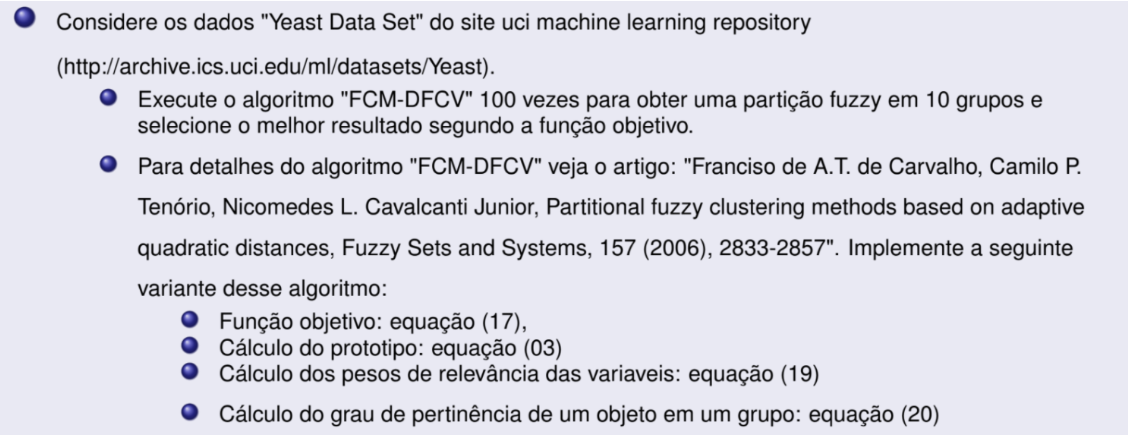 Considere os dados "Yeast Data Set" do site uci machine learning repository
(http://archive.ics.uci.edu/ml/datasets/Yeast).
Execute o algoritmo "FCM-DFCV" 100 vezes para obter uma partição fuzzy em 10 grupos e
selecione o melhor resultado segundo a função objetivo.
Para detalhes do algoritmo "FCM-DFCV" veja o artigo: "Franciso de A.T. de Carvalho, Camilo P.
Tenório, Nicomedes L. Cavalcanti Junior, Partitional fuzzy clustering methods based on adaptive
quadratic distances, Fuzzy Sets and Systems, 157 (2006), 2833-2857". Implemente a seguinte
variante desse algoritmo:
Função objetivo: equação (17),
Cálculo do prototipo: equação (03)
Cálculo dos pesos de relevância das variaveis: equação (19)
Cálculo do grau de pertinência de um objeto em um grupo: equação (20)